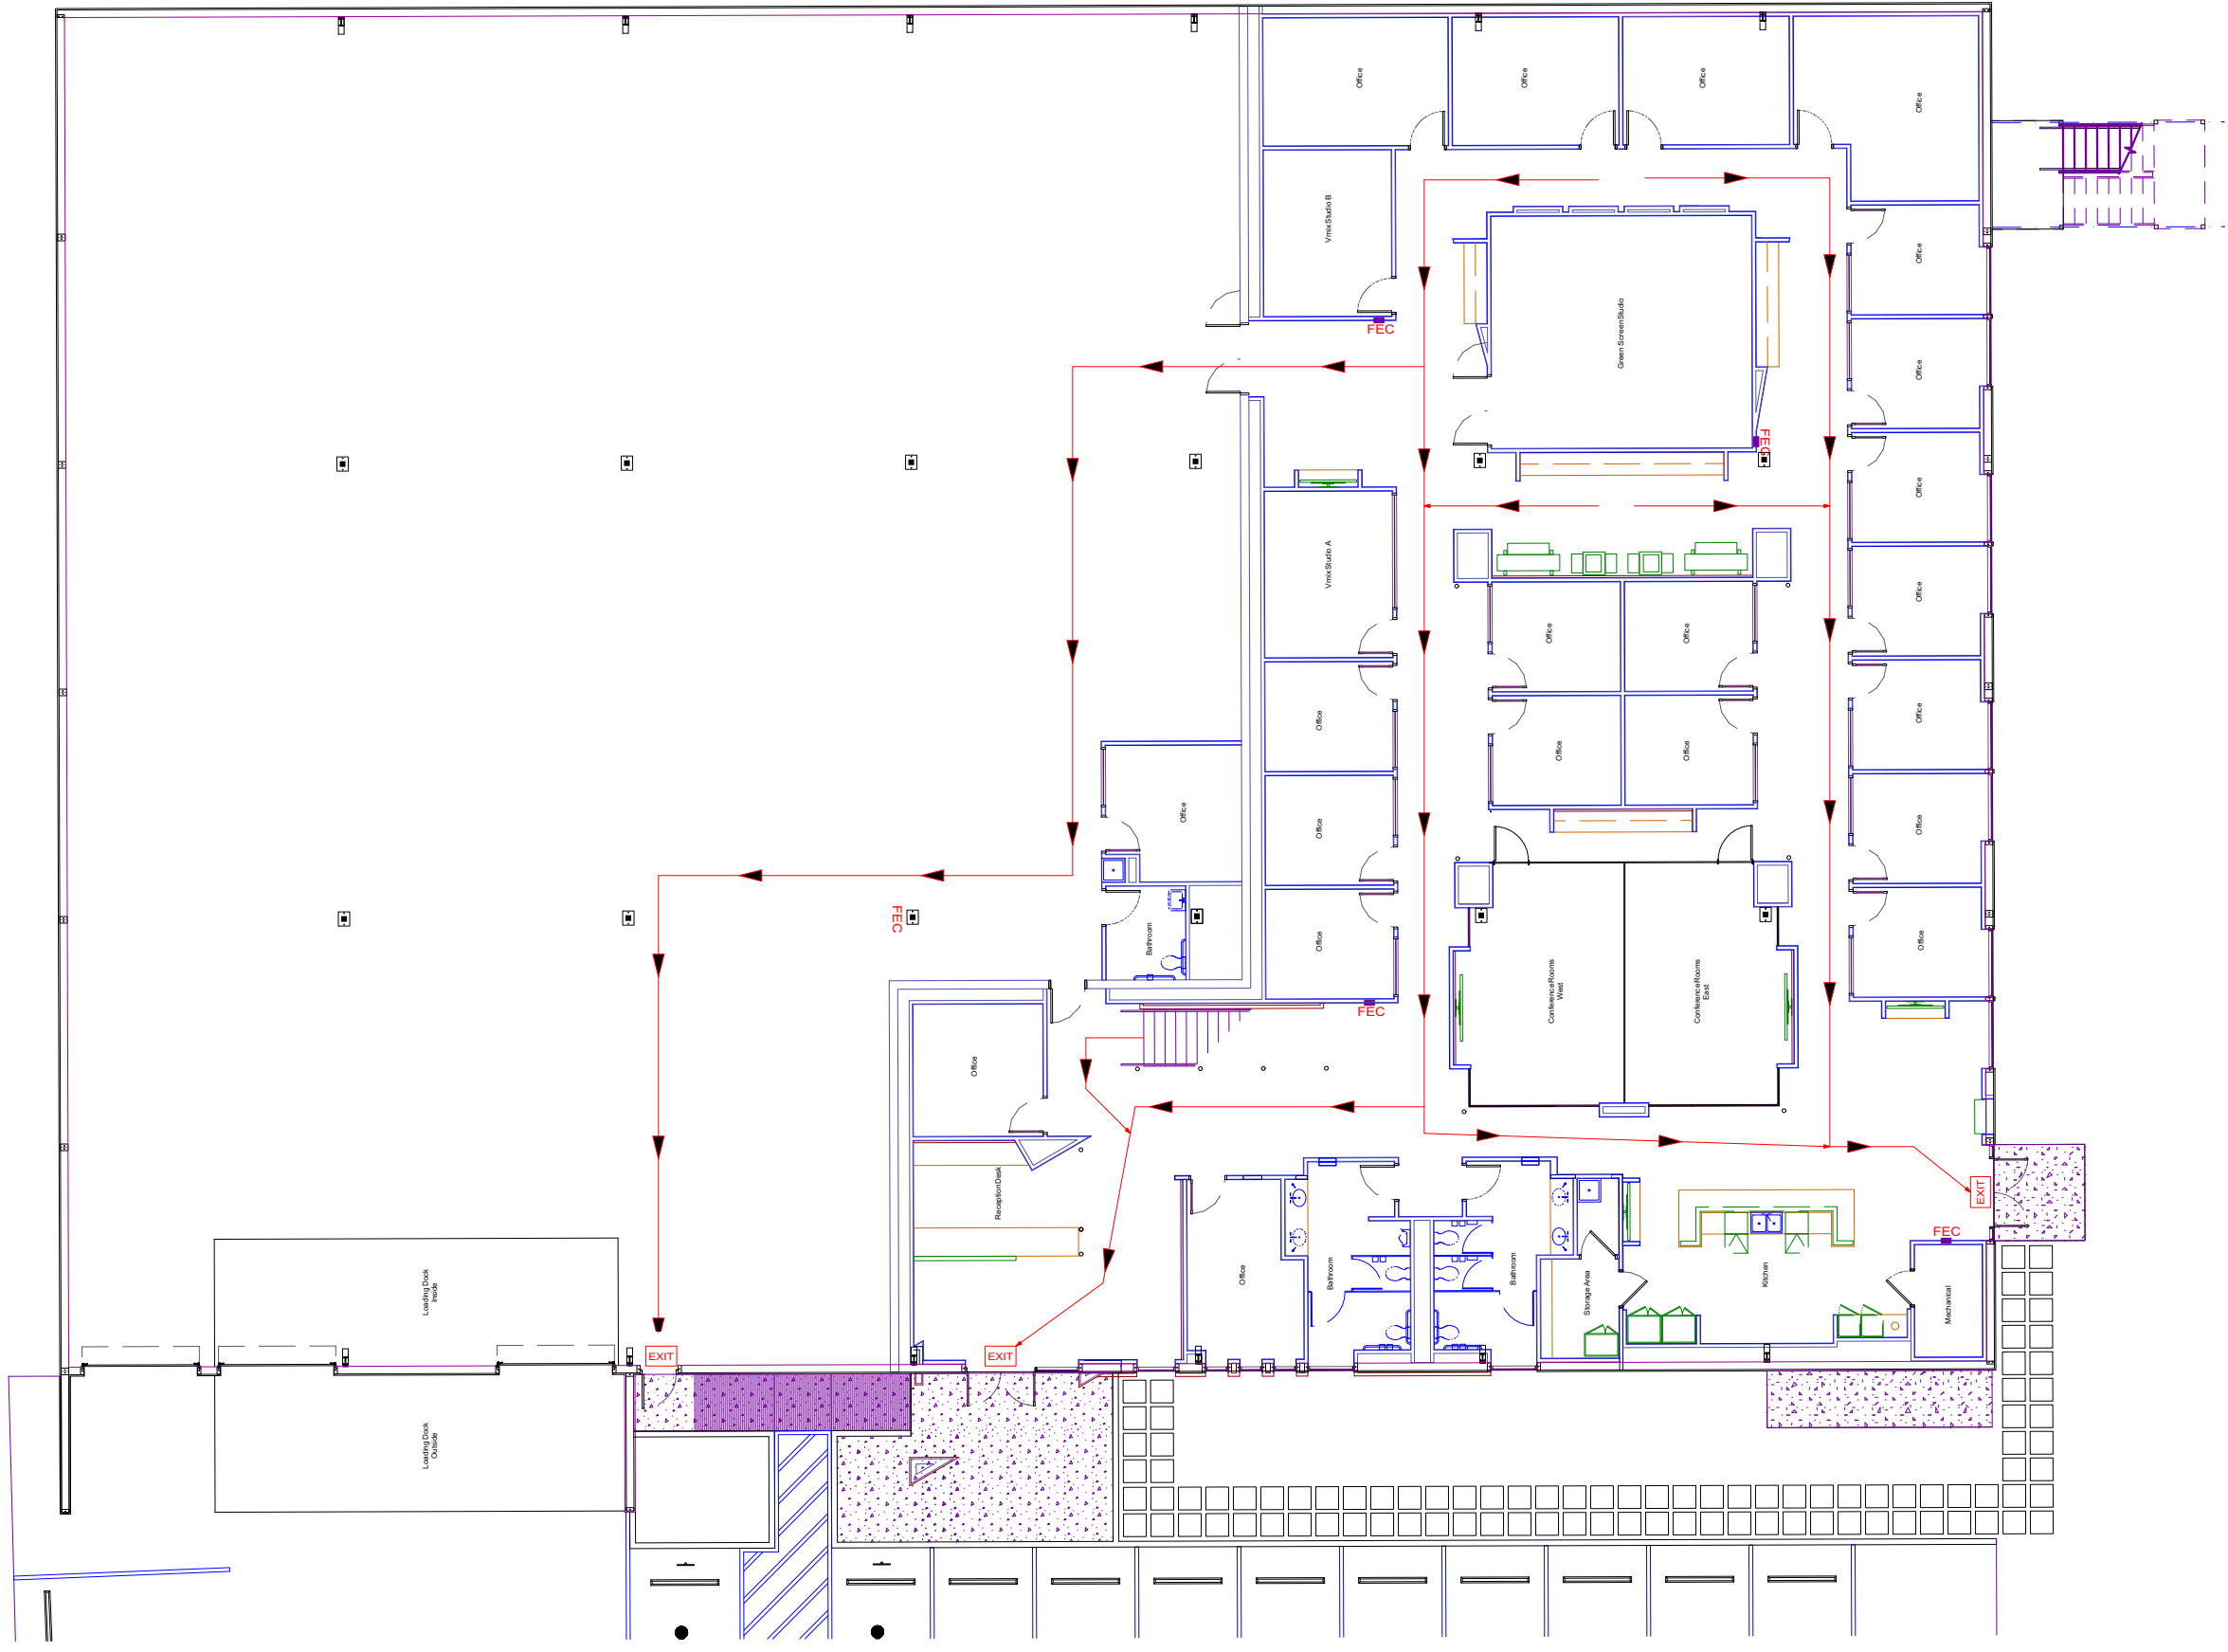 Office
Office
Office
Office
Vmix Studio B
Green Screen Studio
Office
FEC
Office
FEC
Office
Vmix Studio A
Office
Office
Office
Office
Office
Office
Office
Office
Office
Office
Office
FEC
Bathroom
Office
Office
Conference Rooms
West
Conference Rooms
East
FEC
Office
Reception Desk
EXIT
FEC
Office
Bathroom
Bathroom
Storage Area
Kitchen
Mechanical
Loading Dock
Inside
EXIT
EXIT
Loading Dock
Outside